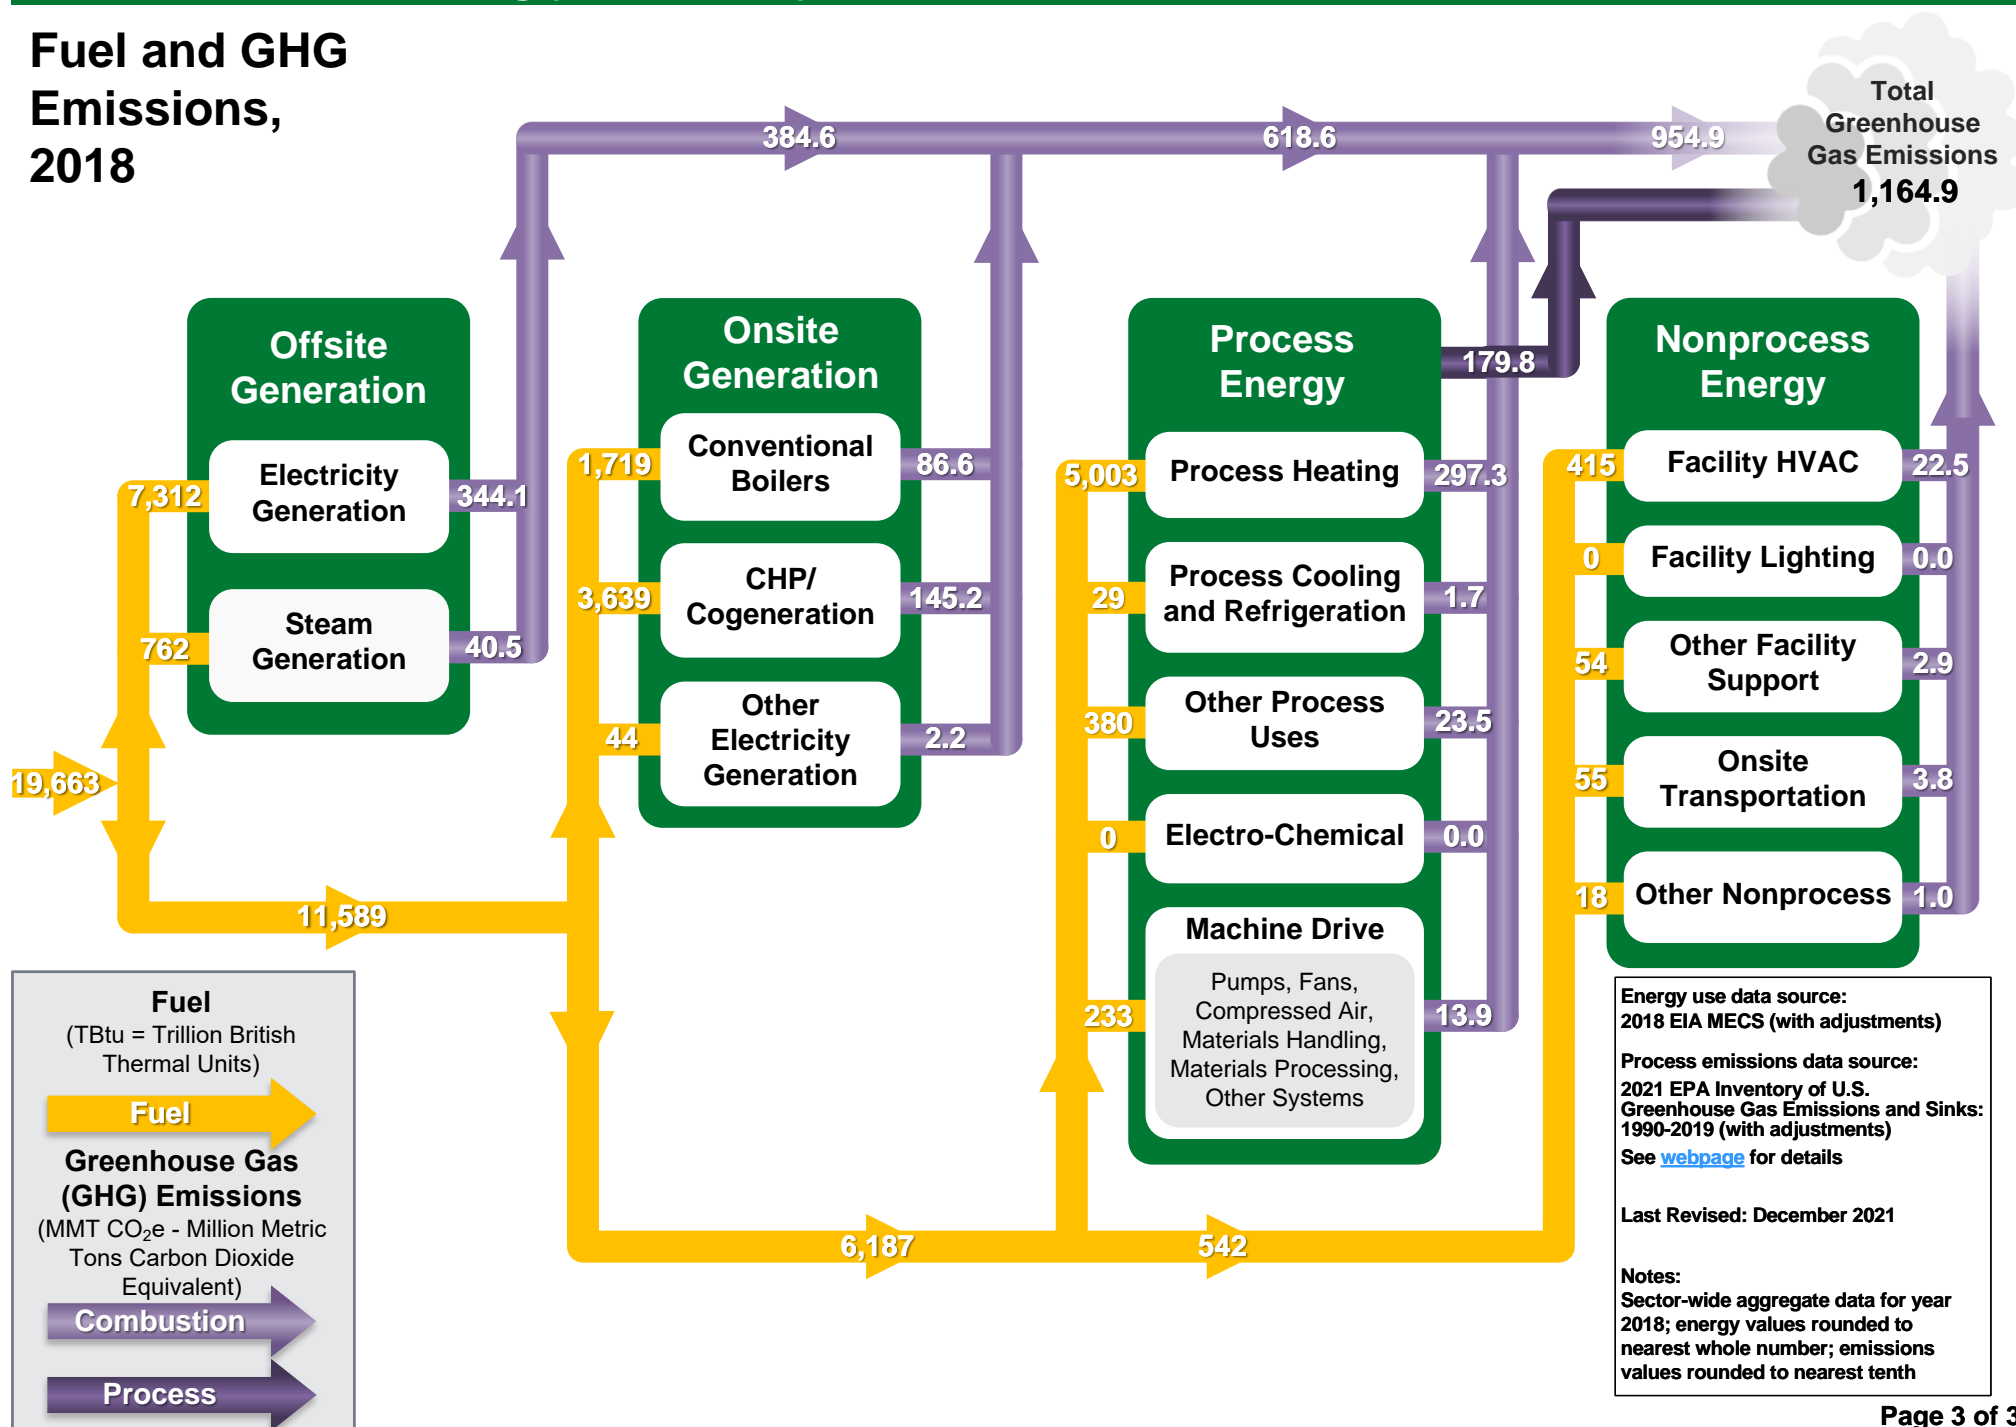 Fuel and GHG
Emissions,
2018
384.6
618.6
954.9
Total
Greenhouse
Gas Emissions
1,164.9
Offsite
Generation
7,312
Electricity
Generation
344.1
762
Steam
Generation
40.5
19,663
11,589
Onsite
Generation
1,719
Conventional
Boilers
86.6
3,639
CHP/
Cogeneration
145.2
44
Other
Electricity
Generation
2.2
6,187
542
Process
Energy
179.8
5,003
Process Heating
297.3
29
Process Cooling
and Refrigeration
1.7
380
Other Process
Uses
23.5
0
Electro-Chemical
0.0
233
Machine Drive
Pumps, Fans,
Compressed Air,
Materials Handling,
Materials Processing,
Other Systems
13.9
Nonprocess
Energy
415
Facility HVAC
22.5
0
Facility Lighting
0.0
54
Other Facility
Support
2.9
55
Onsite
Transportation
3.8
18
Other Nonprocess
1.0
Fuel
(TBtu = Trillion British
Thermal Units)
Fuel
Greenhouse Gas
(GHG) Emissions
(MMT CO₂e - Million Metric
Tons Carbon Dioxide
Equivalent)
Combustion
Process
Energy use data source:
2018 EIA MECS (with adjustments)
Process emissions data source:
2021 EPA Inventory of U.S.
Greenhouse Gas Emissions and Sinks:
1990-2019 (with adjustments)
See webpage for details
Last Revised: December 2021
Notes:
Sector-wide aggregate data for year
2018; energy values rounded to
nearest whole number; emissions
values rounded to nearest tenth
Page 3 of 3